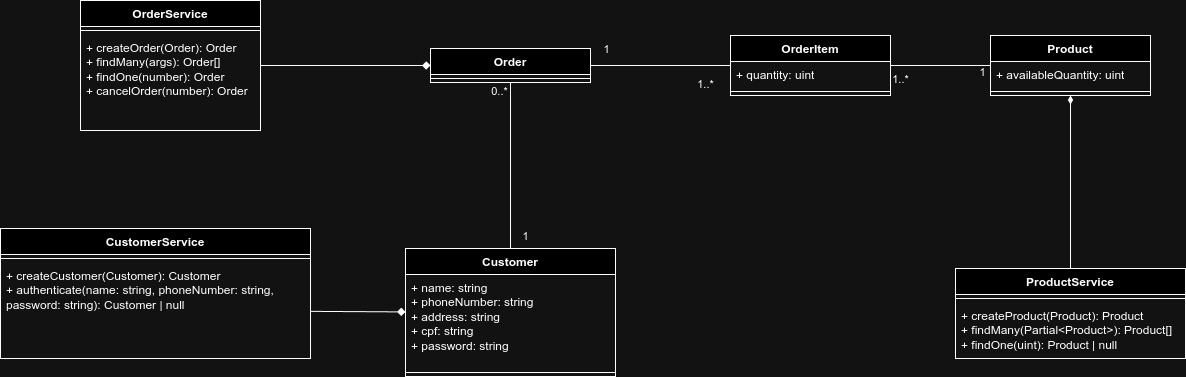 OrderService
+ createOrder(Order): Order
+ findMany(args): Order[]
+ findOne(number): Order
+ cancelOrder(number): Order
Order
1
0..*
1..*
OrderItem
+ quantity: uint
1..*
1
Product
+ availableQuantity: uint
CustomerService
+ createCustomer(Customer): Customer
+ authenticate(name: string, phoneNumber: string,
password: string): Customer | null
1
Customer
+ name: string
+ phoneNumber: string
+ address: string
+ cpf: string
+ password: string
ProductService
+ createProduct(Product): Product
+ findMany(Partial<Product>): Product[]
+ findOne(uint): Product | null